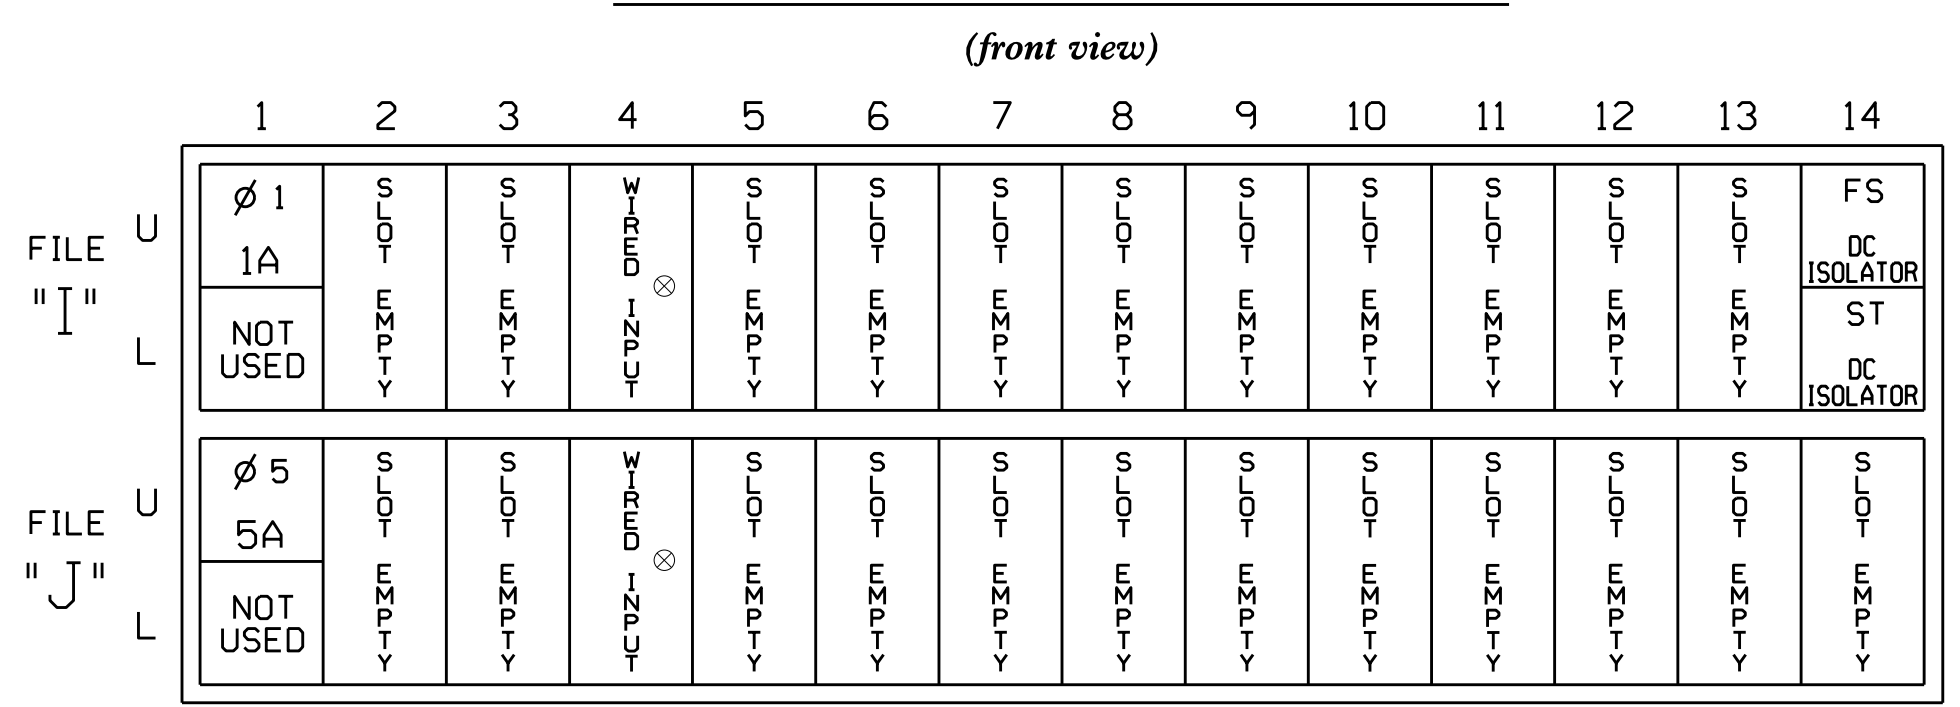 (front view)
1 2 3 4 5 6 7 8 9 10 11 12 13 14
FILE "I"
U
L
Ø 1
1A
NOT
USED
SLOT EMPTY
SLOT EMPTY
WIRED INPUT
SLOT EMPTY
SLOT EMPTY
SLOT EMPTY
SLOT EMPTY
SLOT EMPTY
SLOT EMPTY
SLOT EMPTY
SLOT EMPTY
SLOT EMPTY
FS
DC
ISOLATOR
ST
DC
ISOLATOR
FILE "J"
U
L
Ø 5
5A
NOT
USED
SLOT EMPTY
SLOT EMPTY
WIRED INPUT
SLOT EMPTY
SLOT EMPTY
SLOT EMPTY
SLOT EMPTY
SLOT EMPTY
SLOT EMPTY
SLOT EMPTY
SLOT EMPTY
SLOT EMPTY
SLOT EMPTY